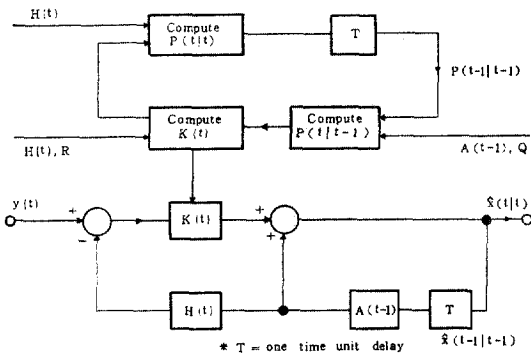 H(t)
Compute
P(t|t)
T
P(t-1|t-1)
Compute
K(t)
Compute
P(t|t-1)
H(t), R
A(t-1), Q
y(t)
+
−
K(t)
+
+
x̂(t|t)
H(t)
A(t-1)
T
x̂(t-1|t-1)
* T = one time unit delay